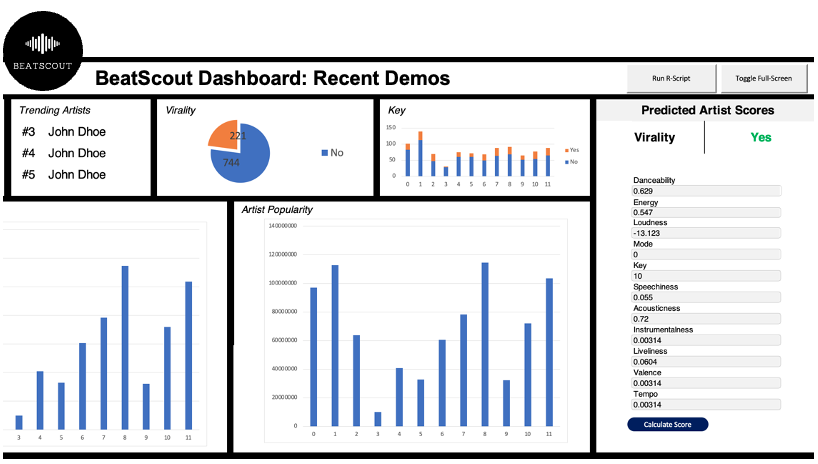 BEATSCOUT
BeatScout Dashboard: Recent Demos
Run R-Script
Toggle Full-Screen
Trending Artists
#3 John Dhoe
#4 John Dhoe
#5 John Dhoe
Virality
221
744
No
Key
150
100
50
0
0 1 2 3 4 5 6 7 8 9 10 11
Yes
No
3 4 5 6 7 8 9 10 11
Artist Popularity
140000000
120000000
100000000
80000000
60000000
40000000
20000000
0
0 1 2 3 4 5 6 7 8 9 10 11
Predicted Artist Scores
Virality Yes
Danceability
0.629
Energy
0.547
Loudness
-13.123
Mode
0
Key
10
Speechiness
0.055
Acousticness
0.72
Instrumentalness
0.00314
Liveliness
0.0604
Valence
0.00314
Tempo
0.00314
Calculate Score